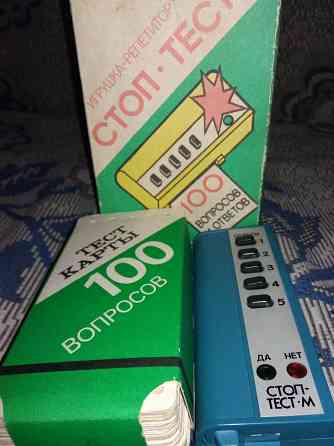 ИГРУШКА-РЕПЕТИТОР
СТОП·ТЕСТ
100
ВОПРОСОВ
ОТВЕТОВ
ТЕСТ
КАРТЫ
100
ВОПРОСОВ
1
2
3
4
5
ДА НЕТ
СТОП-
ТЕСТ-М